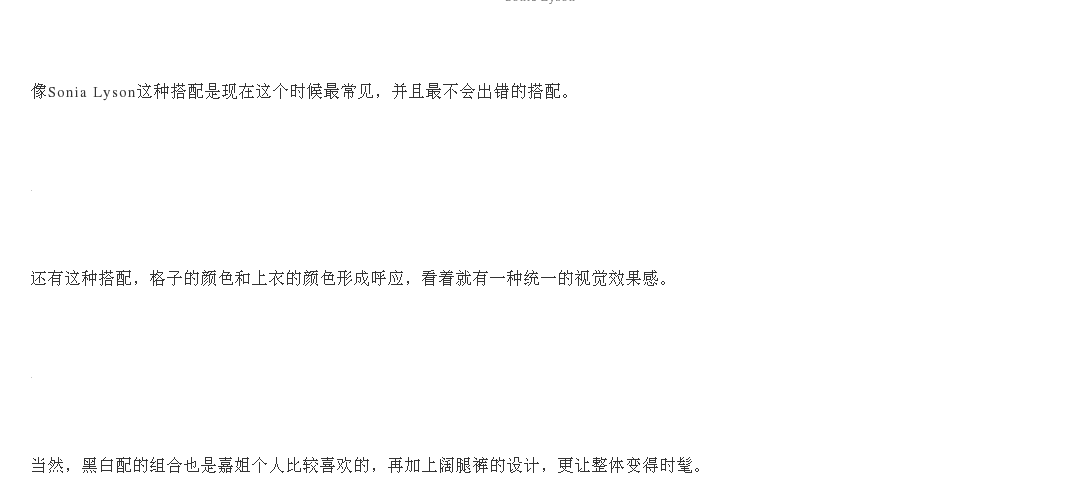 像Sonia Lyson这种搭配是现在这个时候最常见，并且最不会出错的搭配。
还有这种搭配，格子的颜色和上衣的颜色形成呼应，看着就有一种统一的视觉效果感。
当然，黑白配的组合也是嘉姐个人比较喜欢的，再加上阔腿裤的设计，更让整体变得时髦。